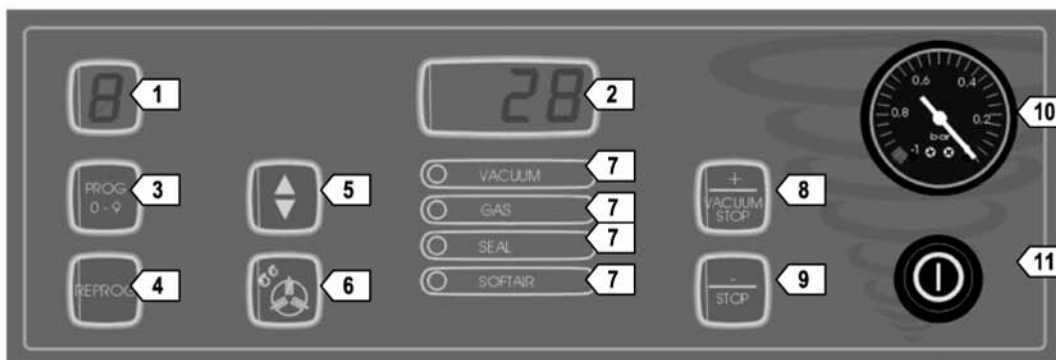 8
1
28
2
0,6
0,4
0,8
0,2
bar
-1
10
PROG
0 - 9
3
5
VACUUM
7
GAS
7
SEAL
7
SOFTAIR
7
+
VACUUM
STOP
8
REPROG
4
6
-
STOP
9
11